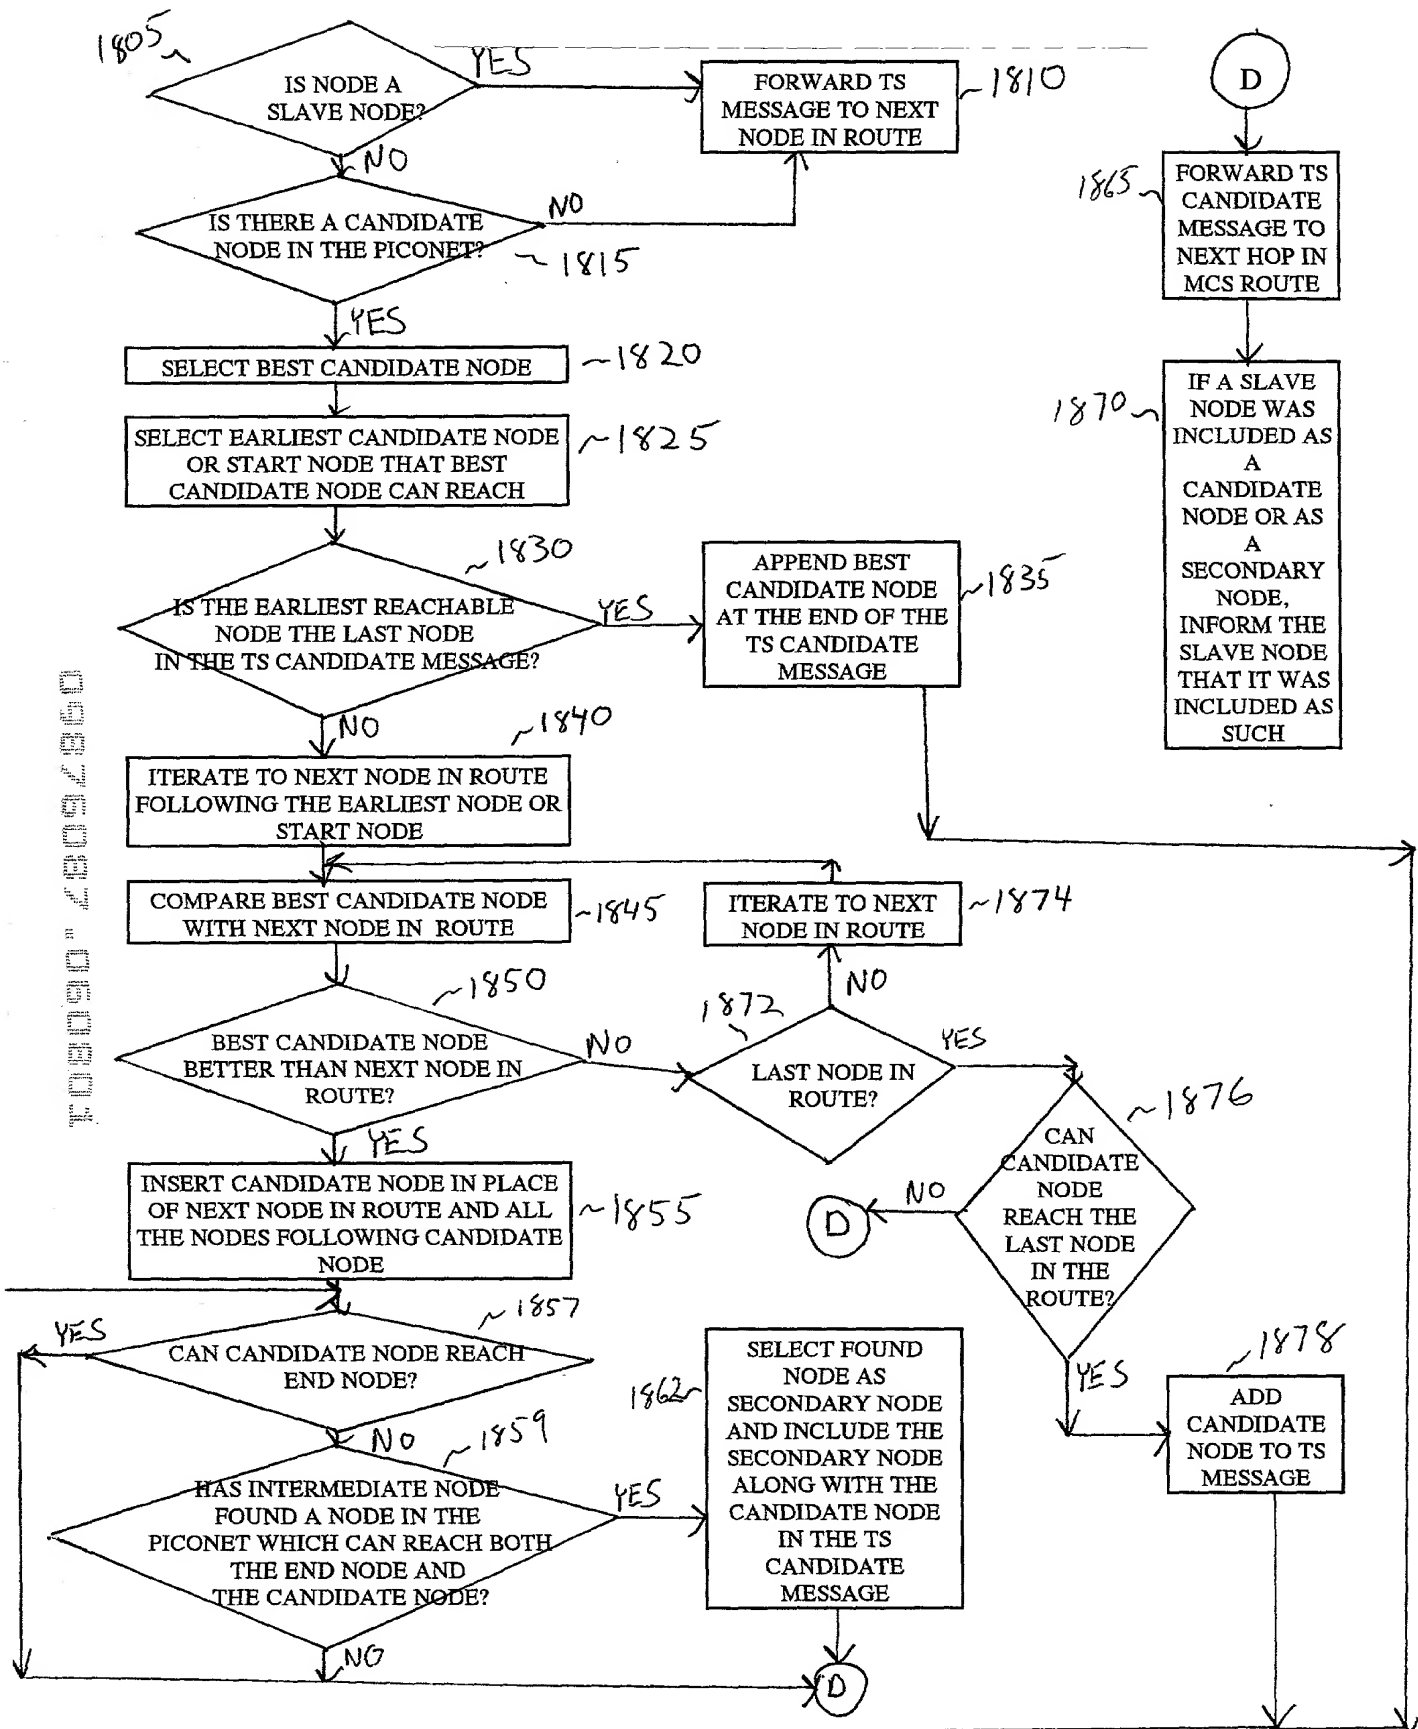 1805
IS NODE A
SLAVE NODE?
YES
FORWARD TS
MESSAGE TO NEXT
NODE IN ROUTE
1810
NO
IS THERE A CANDIDATE
NODE IN THE PICONET?
NO
1815
YES
SELECT BEST CANDIDATE NODE
1820
SELECT EARLIEST CANDIDATE NODE
OR START NODE THAT BEST
CANDIDATE NODE CAN REACH
1825
1830
IS THE EARLIEST REACHABLE
NODE THE LAST NODE
IN THE TS CANDIDATE MESSAGE?
YES
APPEND BEST
CANDIDATE NODE
AT THE END OF THE
TS CANDIDATE
MESSAGE
1835
NO
1840
ITERATE TO NEXT NODE IN ROUTE
FOLLOWING THE EARLIEST NODE OR
START NODE
COMPARE BEST CANDIDATE NODE
WITH NEXT NODE IN ROUTE
1845
ITERATE TO NEXT
NODE IN ROUTE
1874
1850
BEST CANDIDATE NODE
BETTER THAN NEXT NODE IN
ROUTE?
NO
1872
NO
LAST NODE IN
ROUTE?
YES
1876
CAN
CANDIDATE
NODE
REACH THE
LAST NODE
IN THE
ROUTE?
NO
D
YES
INSERT CANDIDATE NODE IN PLACE
OF NEXT NODE IN ROUTE AND ALL
THE NODES FOLLOWING CANDIDATE
NODE
1855
1857
YES
CAN CANDIDATE NODE REACH
END NODE?
NO
1859
HAS INTERMEDIATE NODE
FOUND A NODE IN THE
PICONET WHICH CAN REACH BOTH
THE END NODE AND
THE CANDIDATE NODE?
YES
NO
1862
SELECT FOUND
NODE AS
SECONDARY NODE
AND INCLUDE THE
SECONDARY NODE
ALONG WITH THE
CANDIDATE NODE
IN THE TS
CANDIDATE
MESSAGE
D
YES
1878
ADD
CANDIDATE
NODE TO TS
MESSAGE
D
1865
FORWARD TS
CANDIDATE
MESSAGE TO
NEXT HOP IN
MCS ROUTE
1870
IF A SLAVE
NODE WAS
INCLUDED AS
A
CANDIDATE
NODE OR AS
A
SECONDARY
NODE,
INFORM THE
SLAVE NODE
THAT IT WAS
INCLUDED AS
SUCH
09876087.060801